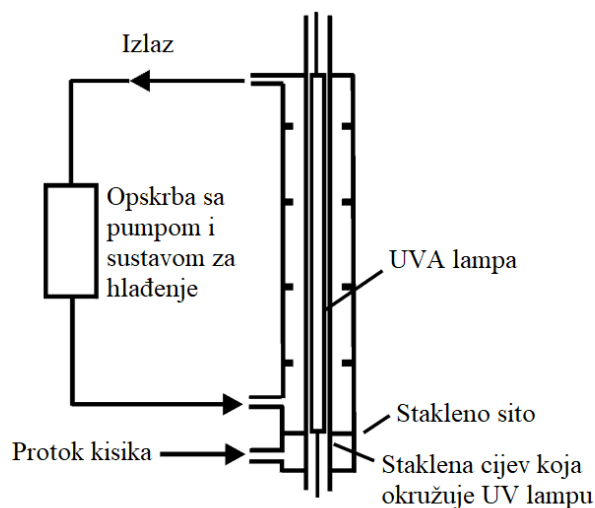 Izlaz
Opskrba sa
pumpom i
sustavom za
hlađenje
UVA lampa
Stakleno sito
Protok kisika
Staklena cijev koja
okružuje UV lampu